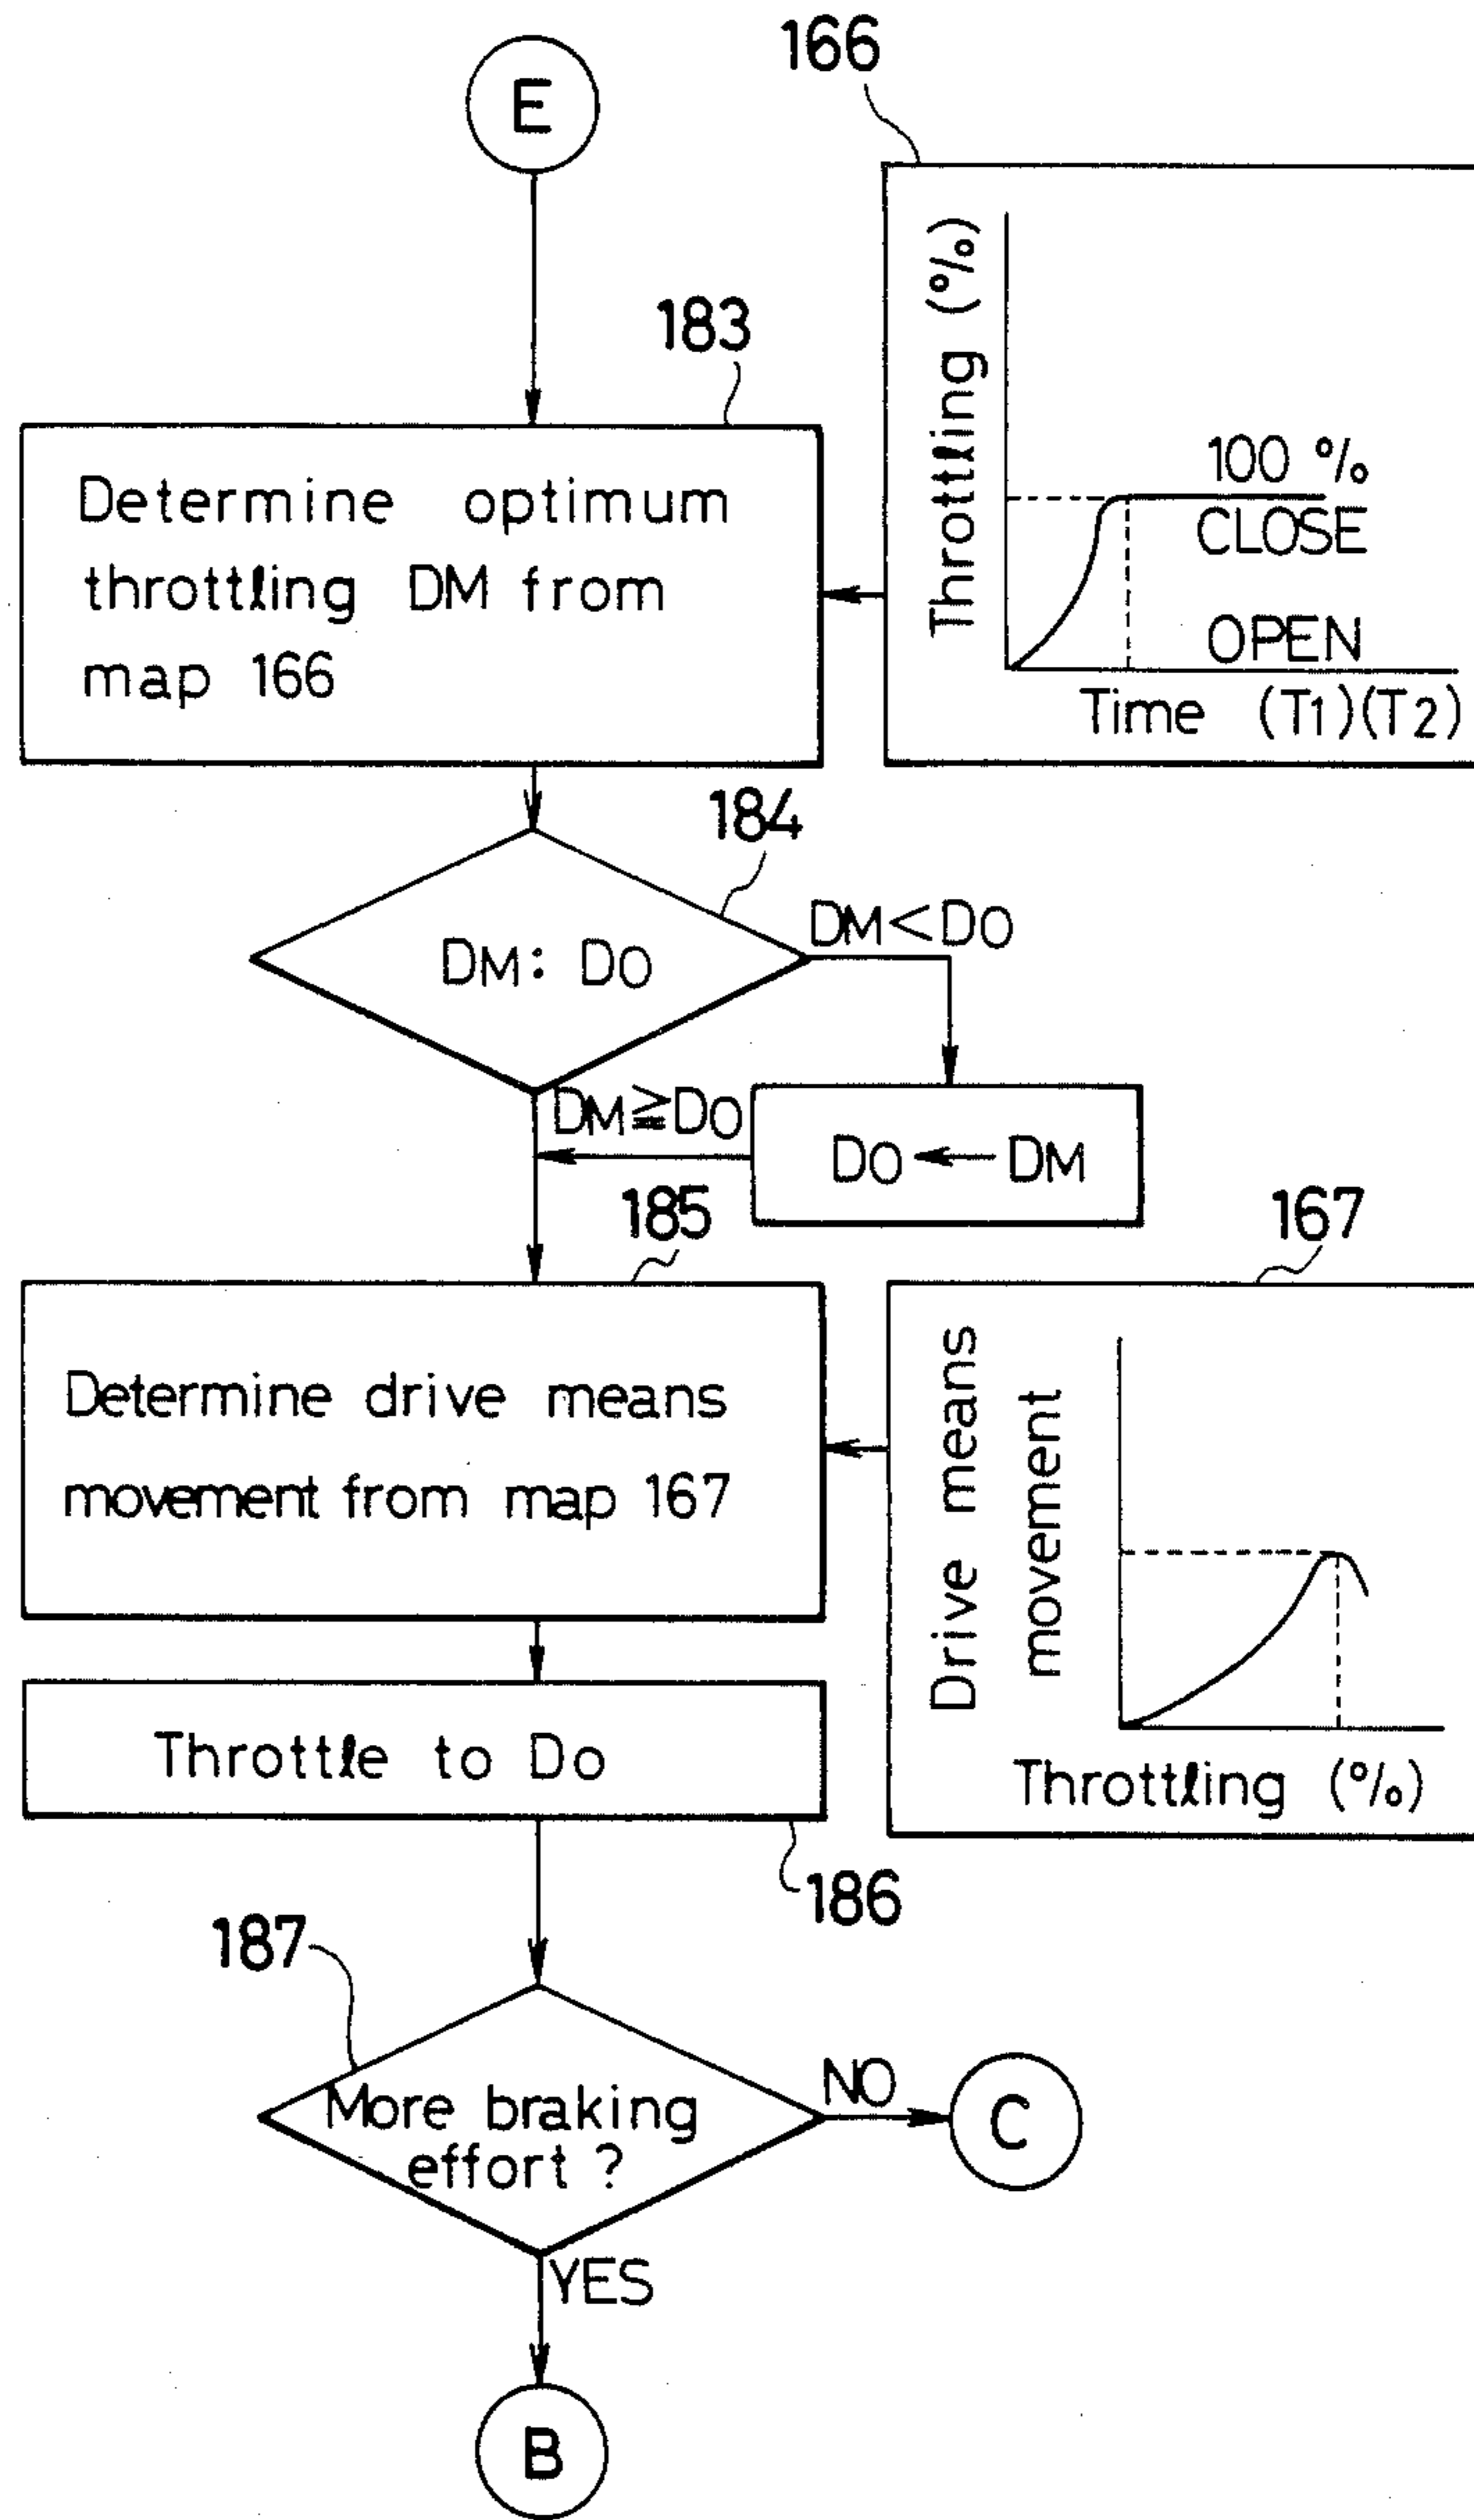 E
166
Throttling (%)
100 %
CLOSE
OPEN
Time (T1)(T2)
183
Determine optimum
throttling DM from
map 166
184
DM: DO
DM<DO
DM≧DO
DO ← DM
185
Determine drive means
movement from map 167
167
Drive means
movement
Throttling (%)
Throttle to Do
186
187
More braking
effort ?
NO
C
YES
B